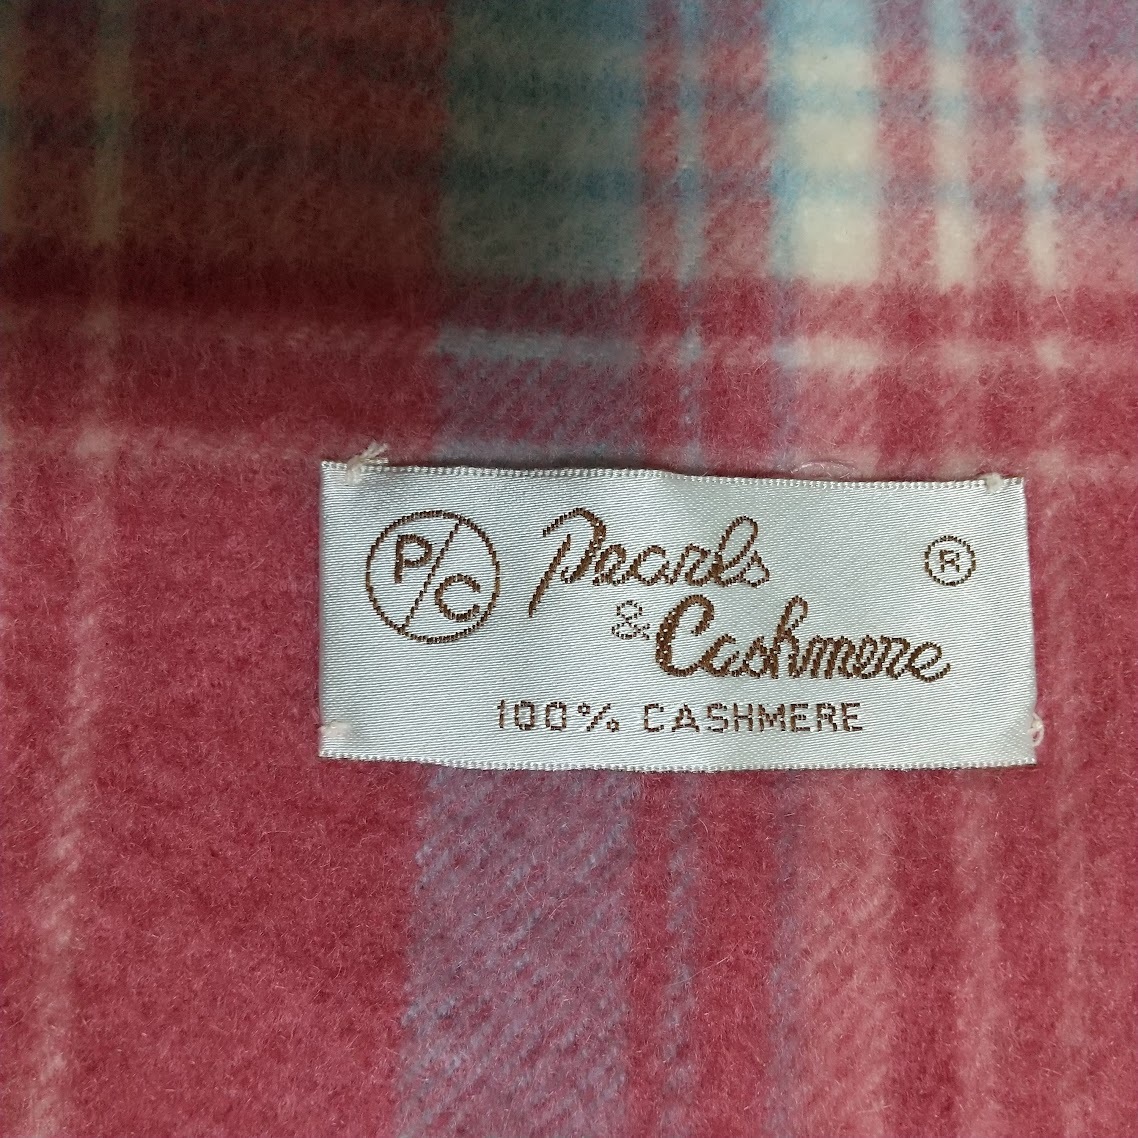 P/C
Pearls ®
& Cashmere
100% CASHMERE